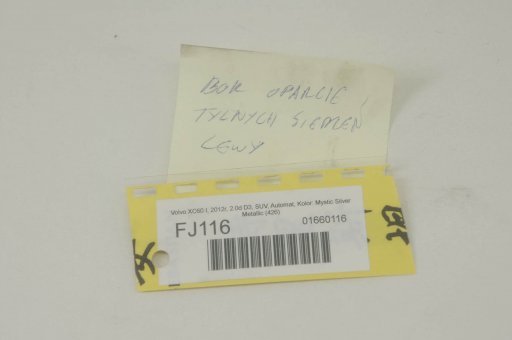 BOK OPARCIE,
TYLNYCH SIEDZEŃ
LEWY
Volvo XC60 I, 2012r, 2.0d D3, SUV, Automat, Kolor: Mystic Silver
Metallic (426)
FJ116
01660116